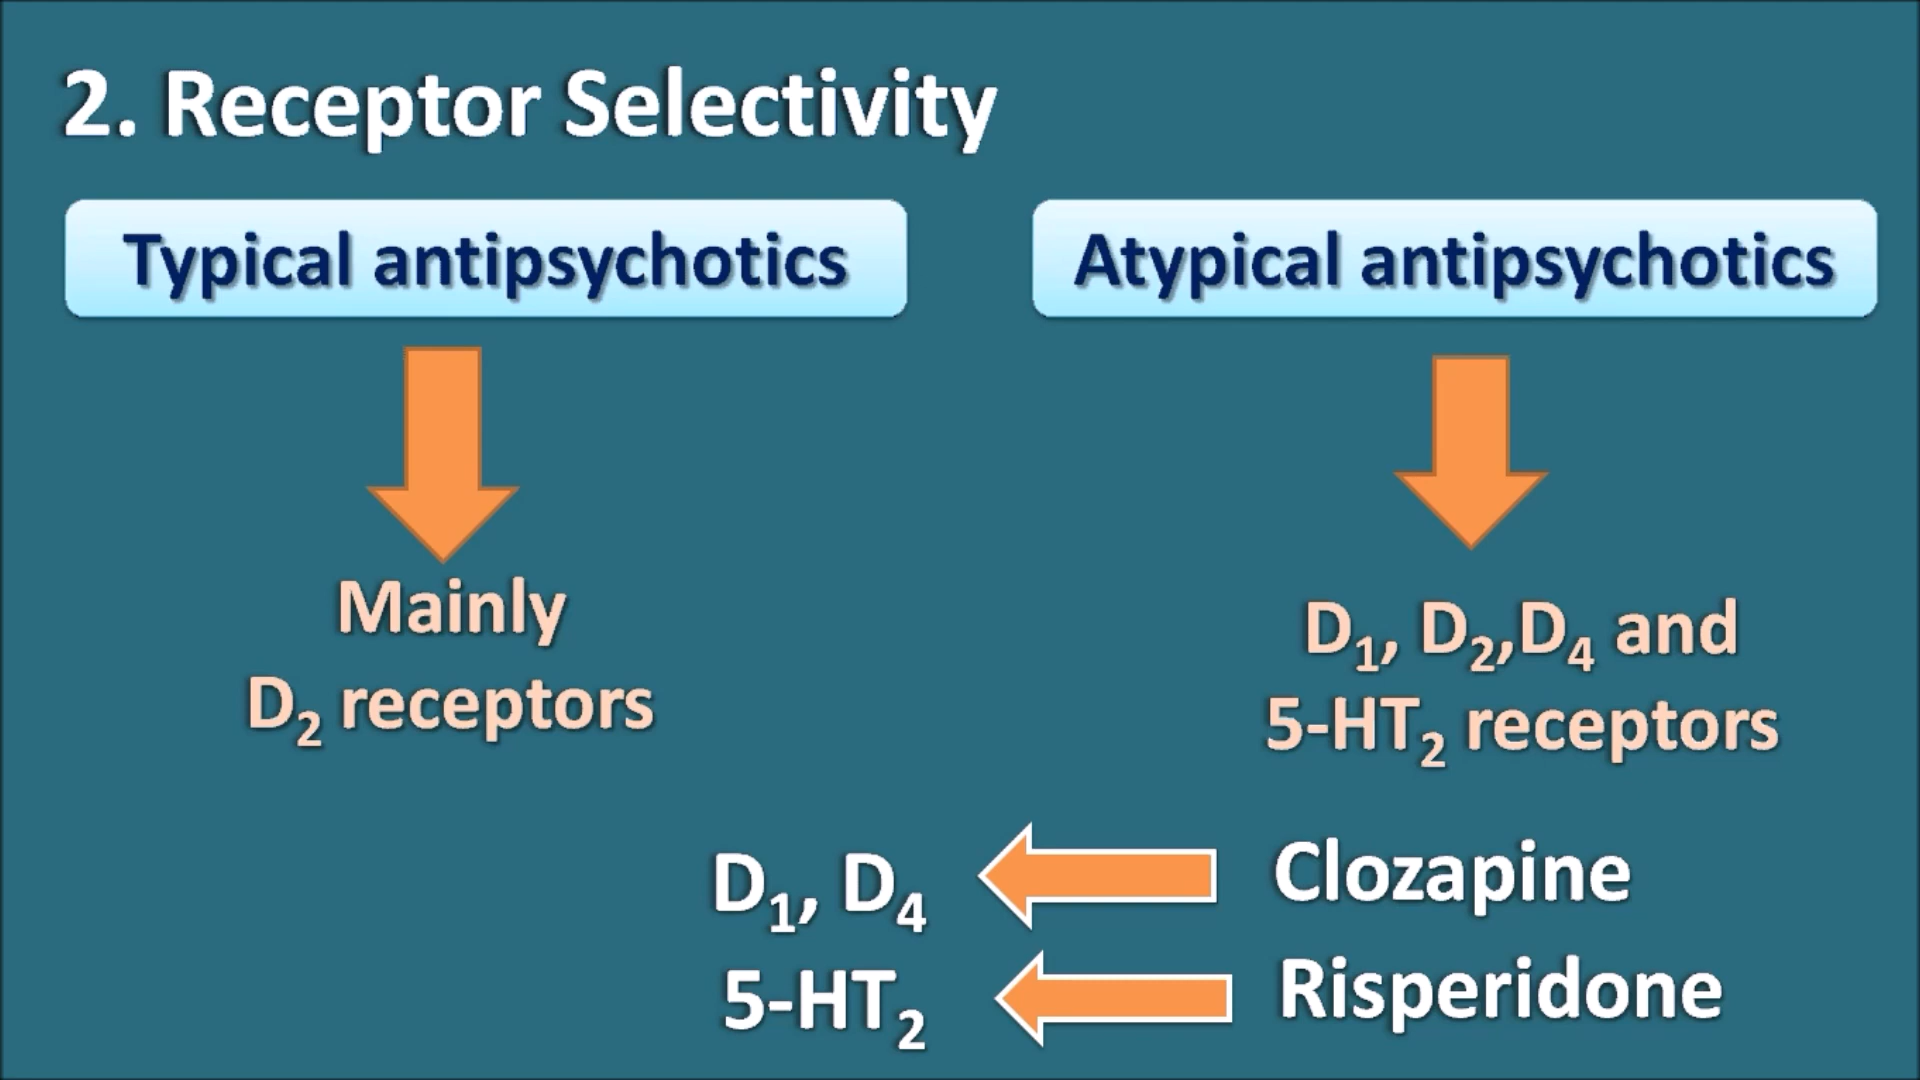 2. Receptor Selectivity
Typical antipsychotics
Atypical antipsychotics
Mainly
D₂ receptors
D₁, D₂,D₄ and
5-HT₂ receptors
D₁, D₄
Clozapine
5-HT₂
Risperidone